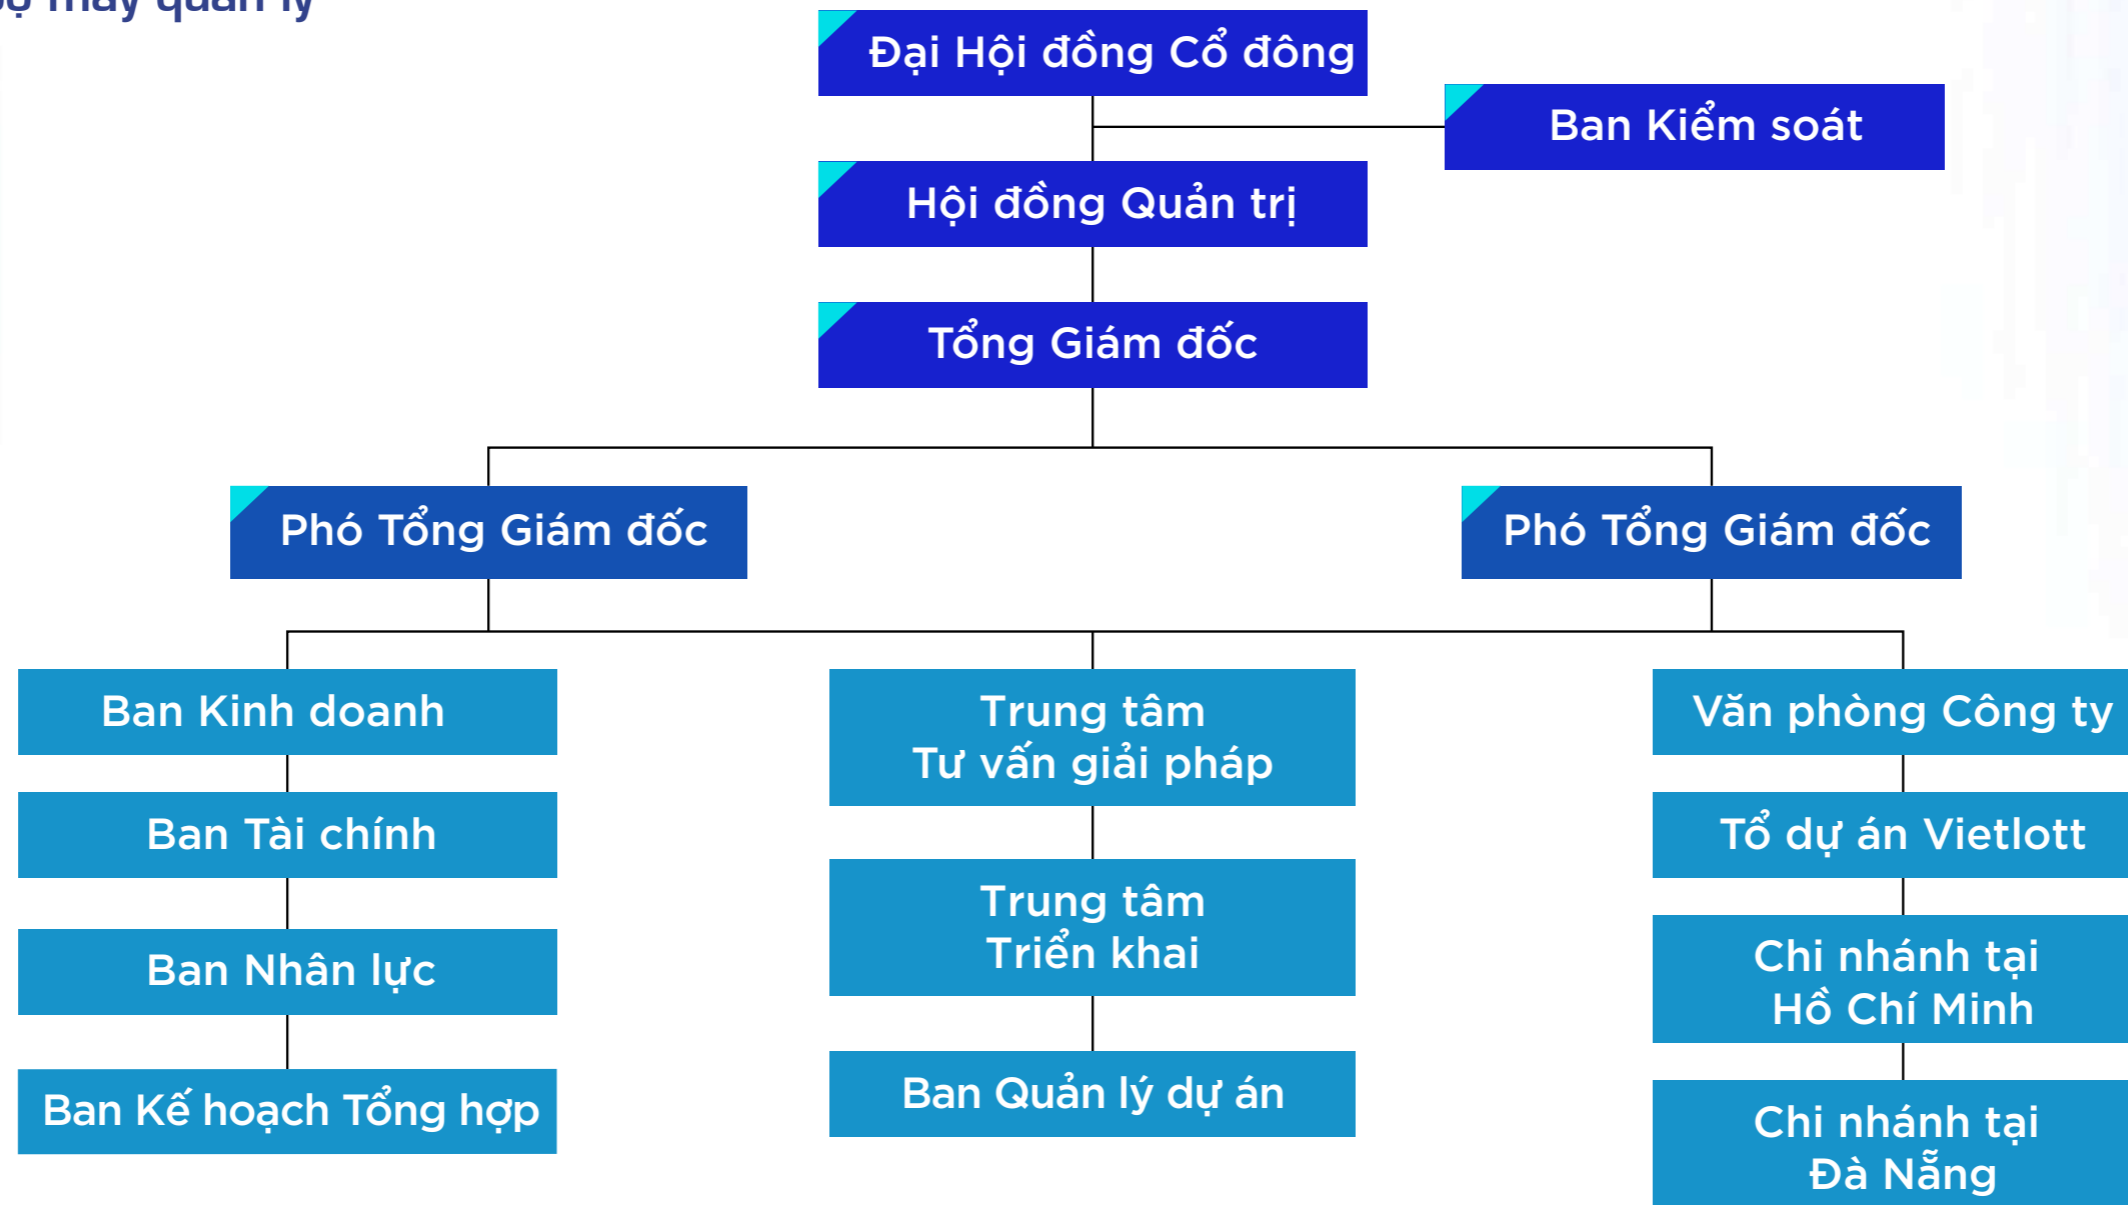 máy quản lý
Đại Hội đồng Cổ đông
Ban Kiểm soát
Hội đồng Quản trị
Tổng Giám đốc
Phó Tổng Giám đốc
Phó Tổng Giám đốc
Ban Kinh doanh
Ban Tài chính
Ban Nhân lực
Ban Kế hoạch Tổng hợp
Trung tâm
Tư vấn giải pháp
Trung tâm
Triển khai
Ban Quản lý dự án
Văn phòng Công ty
Tổ dự án Vietlott
Chi nhánh tại
Hồ Chí Minh
Chi nhánh tại
Đà Nẵng